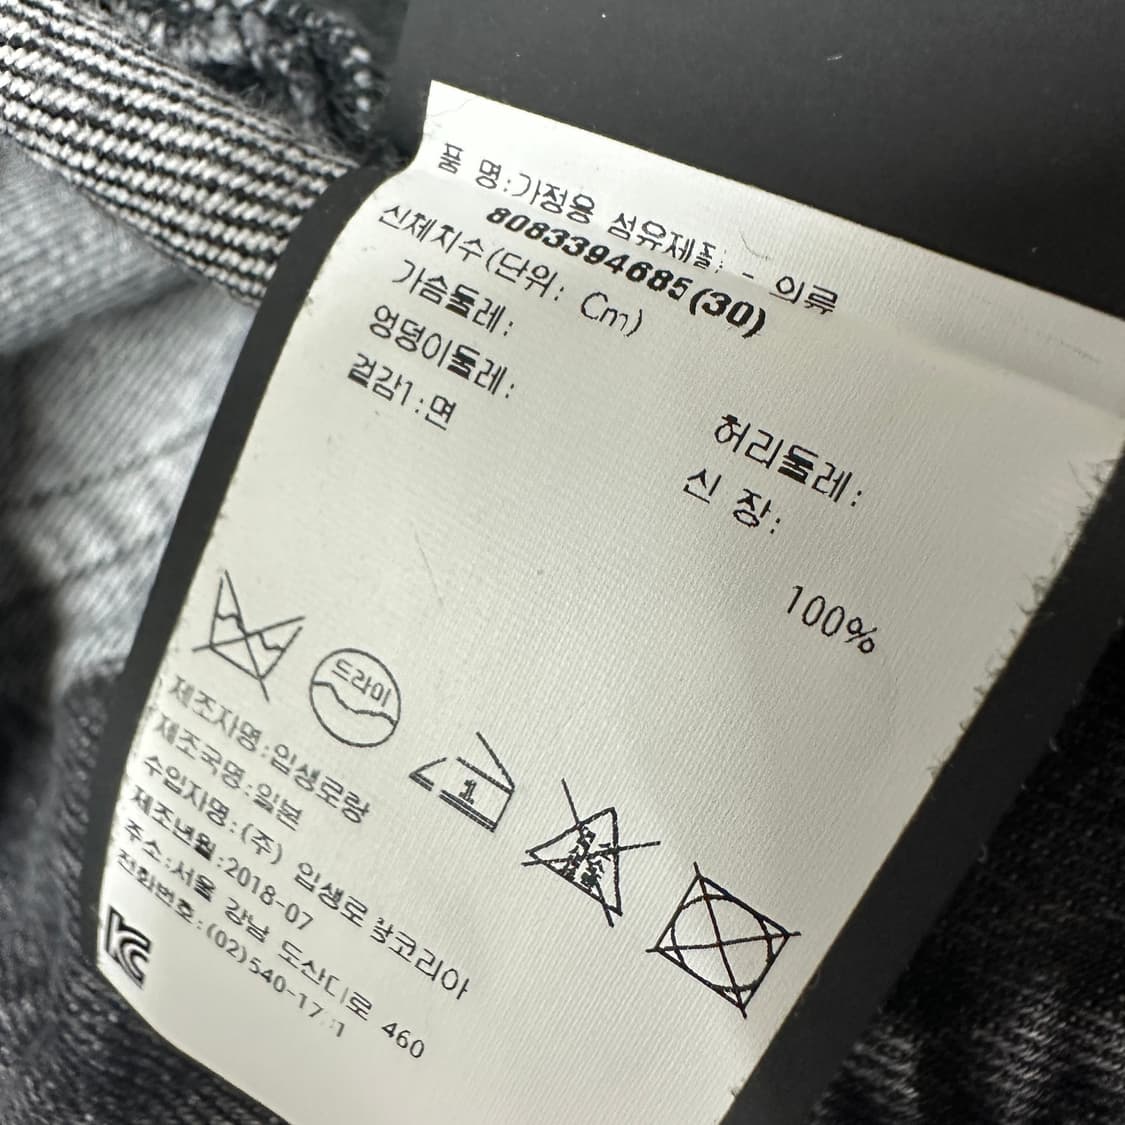 품 명:가정용 섬유제품 - 의류
8083394685(30)
신체치수(단위: Cm)
가슴둘레:
허리둘레:
엉덩이둘레:
신 장:
겉감1:면 100%
드라이
1
제조자명:입생로랑
제조국명:일본
수입자명:(주) 입생로랑코리아
제조년월:2018-07
주소:서울 강남 도산대로 460
전화번호: